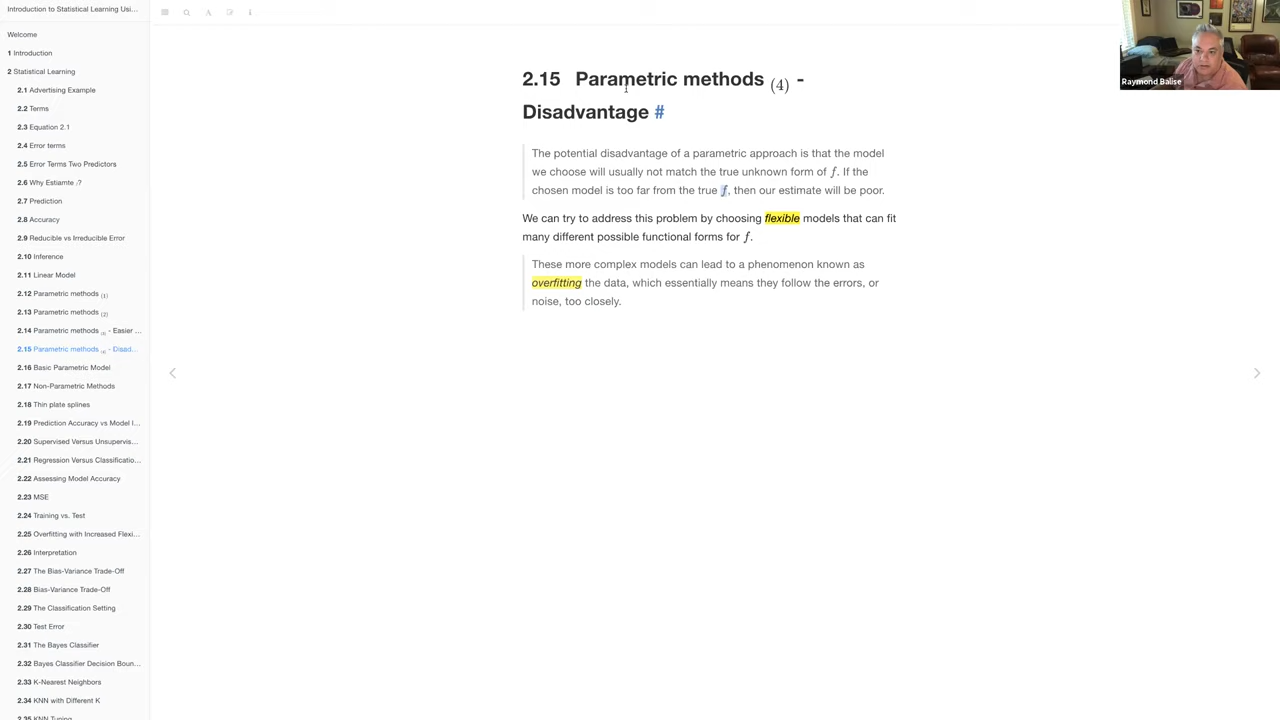 Introduction to Statistical Learning Usi...
Welcome
1 Introduction
2 Statistical Learning
2.1 Advertising Example
2.2 Terms
2.3 Equation 2.1
2.4 Error terms
2.5 Error Terms Two Predictors
2.6 Why Estiamte f?
2.7 Prediction
2.8 Accuracy
2.9 Reducible vs Irreducible Error
2.10 Inference
2.11 Linear Model
2.12 Parametric methods (1)
2.13 Parametric methods (2)
2.14 Parametric methods (3) - Easier ...
2.15 Parametric methods (4) - Disad...
2.16 Basic Parametric Model
2.17 Non-Parametric Methods
2.18 Thin plate splines
2.19 Prediction Accuracy vs Model I...
2.20 Supervised Versus Unsupervis...
2.21 Regression Versus Classificatio...
2.22 Assessing Model Accuracy
2.23 MSE
2.24 Training vs. Test
2.25 Overfitting with Increased Flexi...
2.26 Interpretation
2.27 The Bias-Variance Trade-Off
2.28 Bias-Variance Trade-Off
2.29 The Classification Setting
2.30 Test Error
2.31 The Bayes Classifier
2.32 Bayes Classifier Decision Boun...
2.33 K-Nearest Neighbors
2.34 KNN with Different K
2.35 KNN Tuning
2.15 Parametric methods (4) -
Disadvantage #
The potential disadvantage of a parametric approach is that the model
we choose will usually not match the true unknown form of f. If the
chosen model is too far from the true f, then our estimate will be poor.
We can try to address this problem by choosing flexible models that can fit
many different possible functional forms for f.
These more complex models can lead to a phenomenon known as
overfitting the data, which essentially means they follow the errors, or
noise, too closely.
Raymond Balise